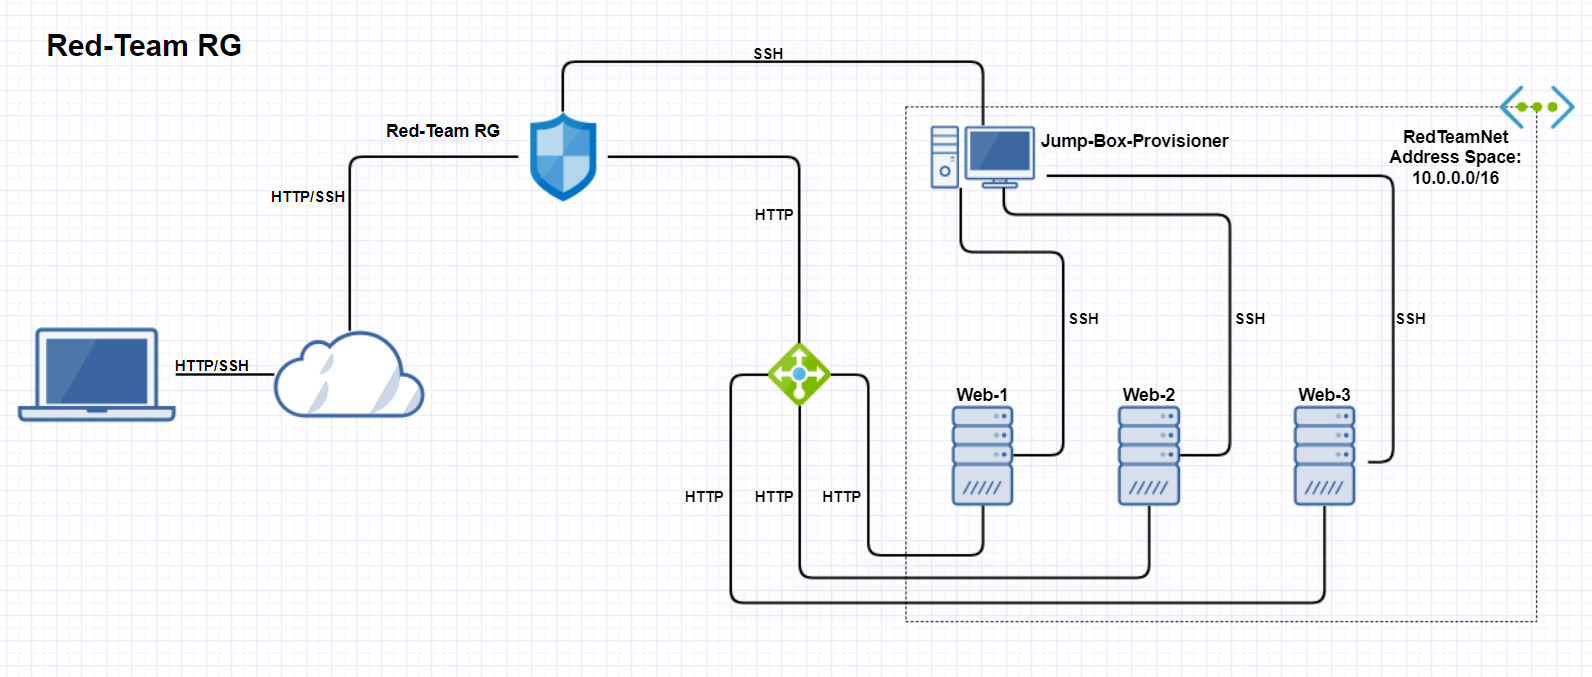 Red-Team RG
SSH
Red-Team RG
Jump-Box-Provisioner
RedTeamNet
Address Space:
10.0.0.0/16
HTTP/SSH
HTTP
SSH
SSH
SSH
HTTP/SSH
Web-1
Web-2
Web-3
HTTP
HTTP
HTTP